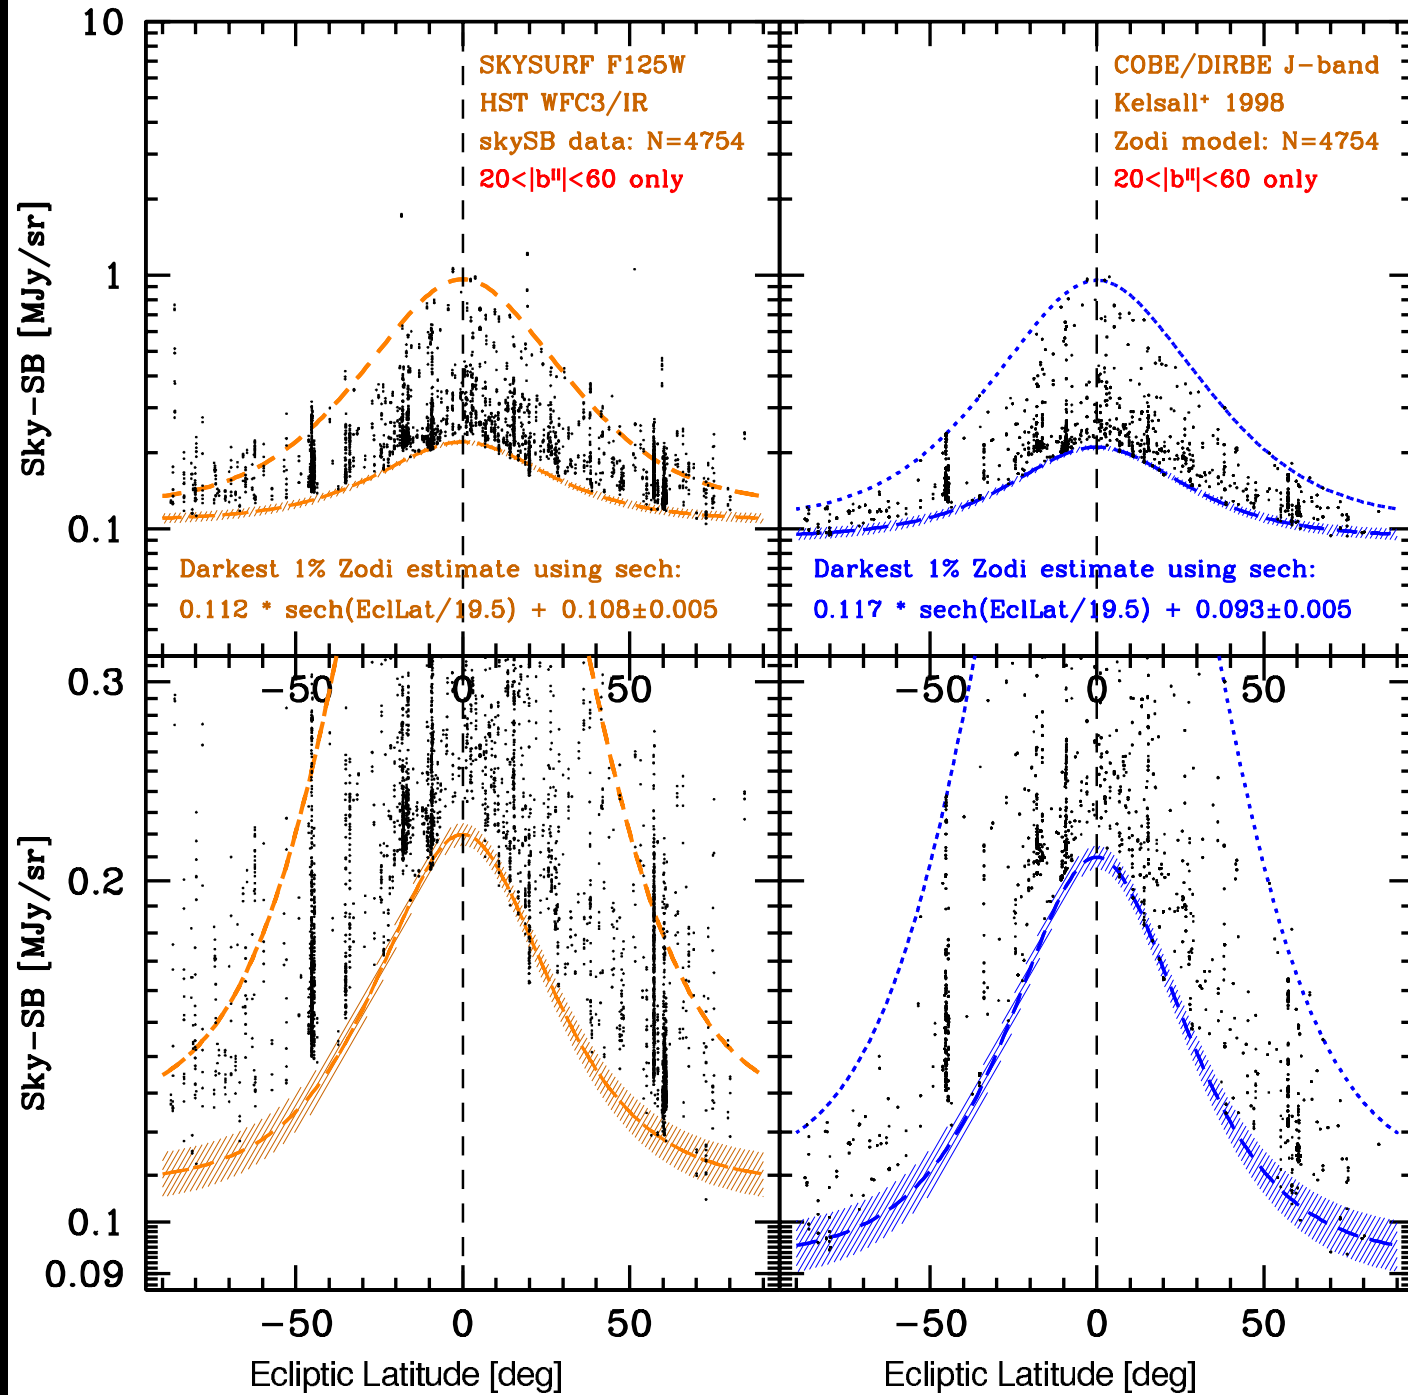 10
1
0.1
Sky-SB [MJy/sr]
SKYSURF F125W
HST WFC3/IR
skySB data: N=4754
20<|bᴵᴵ|<60 only
Darkest 1% Zodi estimate using sech:
0.112 * sech(EclLat/19.5) + 0.108±0.005
COBE/DIRBE J-band
Kelsall⁺ 1998
Zodi model: N=4754
20<|bᴵᴵ|<60 only
Darkest 1% Zodi estimate using sech:
0.117 * sech(EclLat/19.5) + 0.093±0.005
-50 0 50
-50 0 50
0.3
0.2
0.1
0.09
Sky-SB [MJy/sr]
-50 0 50
-50 0 50
Ecliptic Latitude [deg]
Ecliptic Latitude [deg]